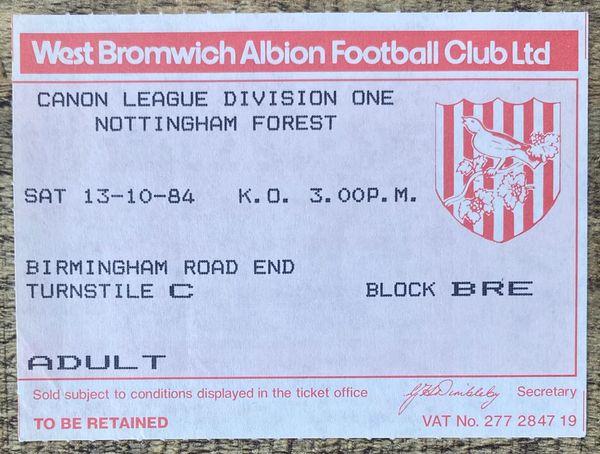 West Bromwich Albion Football Club Ltd
CANON LEAGUE DIVISION ONE
NOTTINGHAM FOREST
SAT 13-10-84 K.O. 3.00P.M.
BIRMINGHAM ROAD END
TURNSTILE C BLOCK BRE
ADULT
Sold subject to conditions displayed in the ticket office Secretary
TO BE RETAINED VAT No. 277 2847 19